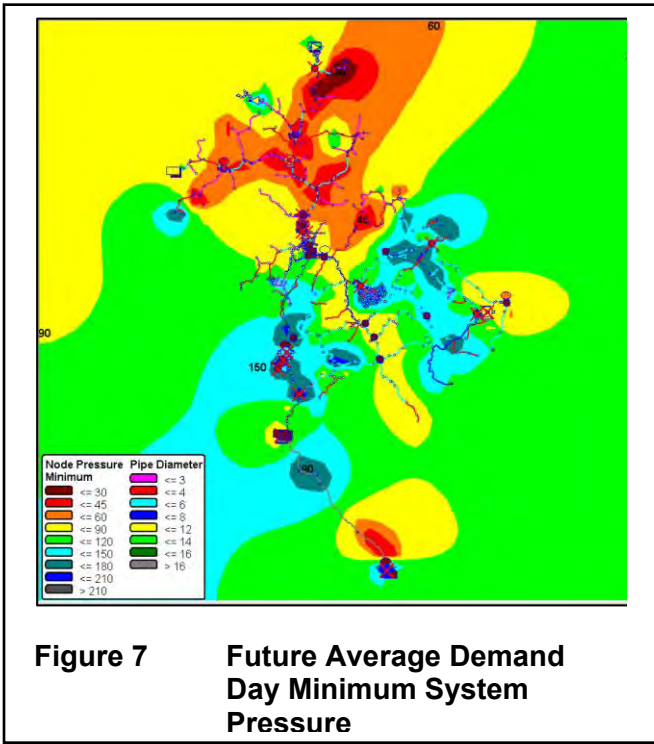 60
45
90
150
90
Node Pressure Pipe Diameter
Minimum
<= 30 <= 3
<= 45 <= 4
<= 60 <= 6
<= 90 <= 8
<= 120 <= 12
<= 150 <= 14
<= 180 <= 16
<= 210 > 16
> 210
Figure 7 Future Average Demand
Day Minimum System
Pressure